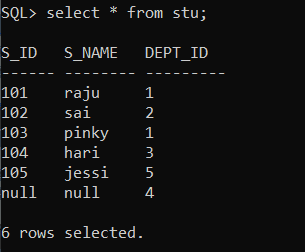 SQL> select * from stu;
S_ID S_NAME DEPT_ID
------ -------- ---------
101 raju 1
102 sai 2
103 pinky 1
104 hari 3
105 jessi 5
null null 4
6 rows selected.